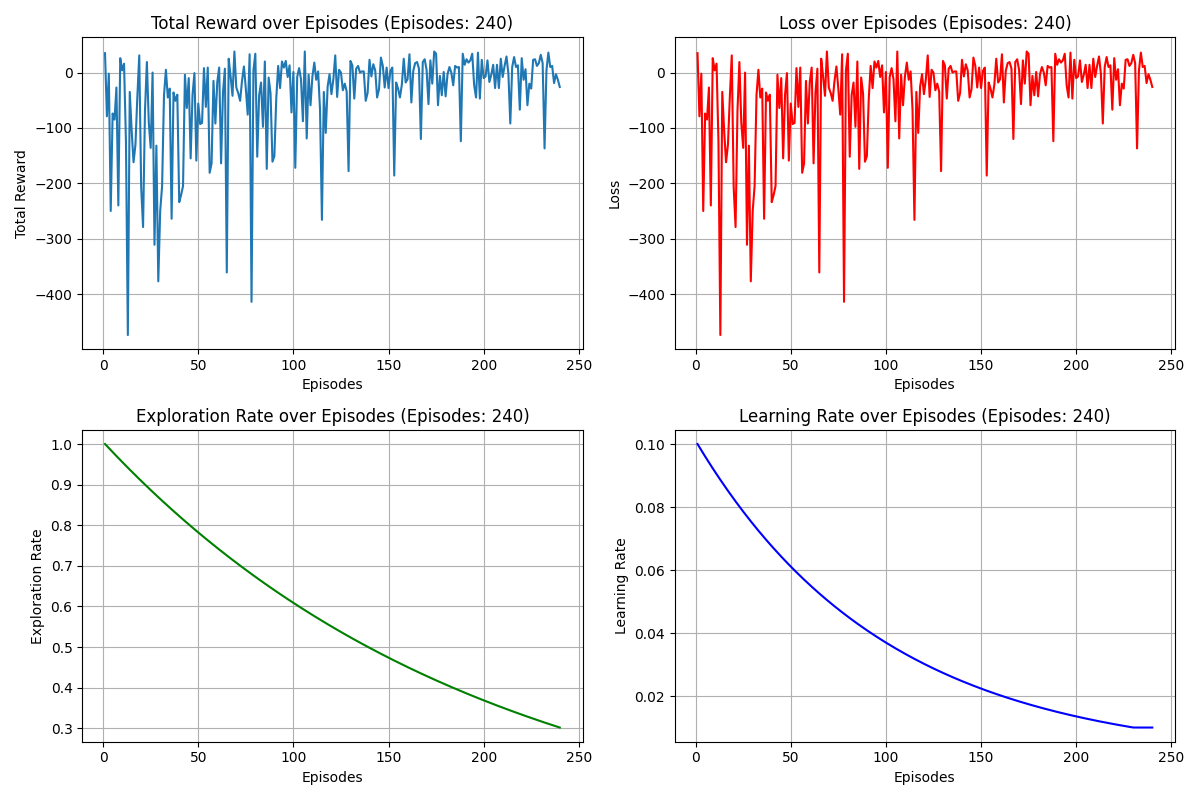 Total Reward over Episodes (Episodes: 240)
Total Reward
0
−100
−200
−300
−400
0 50 100 150 200 250
Episodes
Loss over Episodes (Episodes: 240)
Loss
0
−100
−200
−300
−400
0 50 100 150 200 250
Episodes
Exploration Rate over Episodes (Episodes: 240)
Exploration Rate
1.0
0.9
0.8
0.7
0.6
0.5
0.4
0.3
0 50 100 150 200 250
Episodes
Learning Rate over Episodes (Episodes: 240)
Learning Rate
0.10
0.08
0.06
0.04
0.02
0 50 100 150 200 250
Episodes